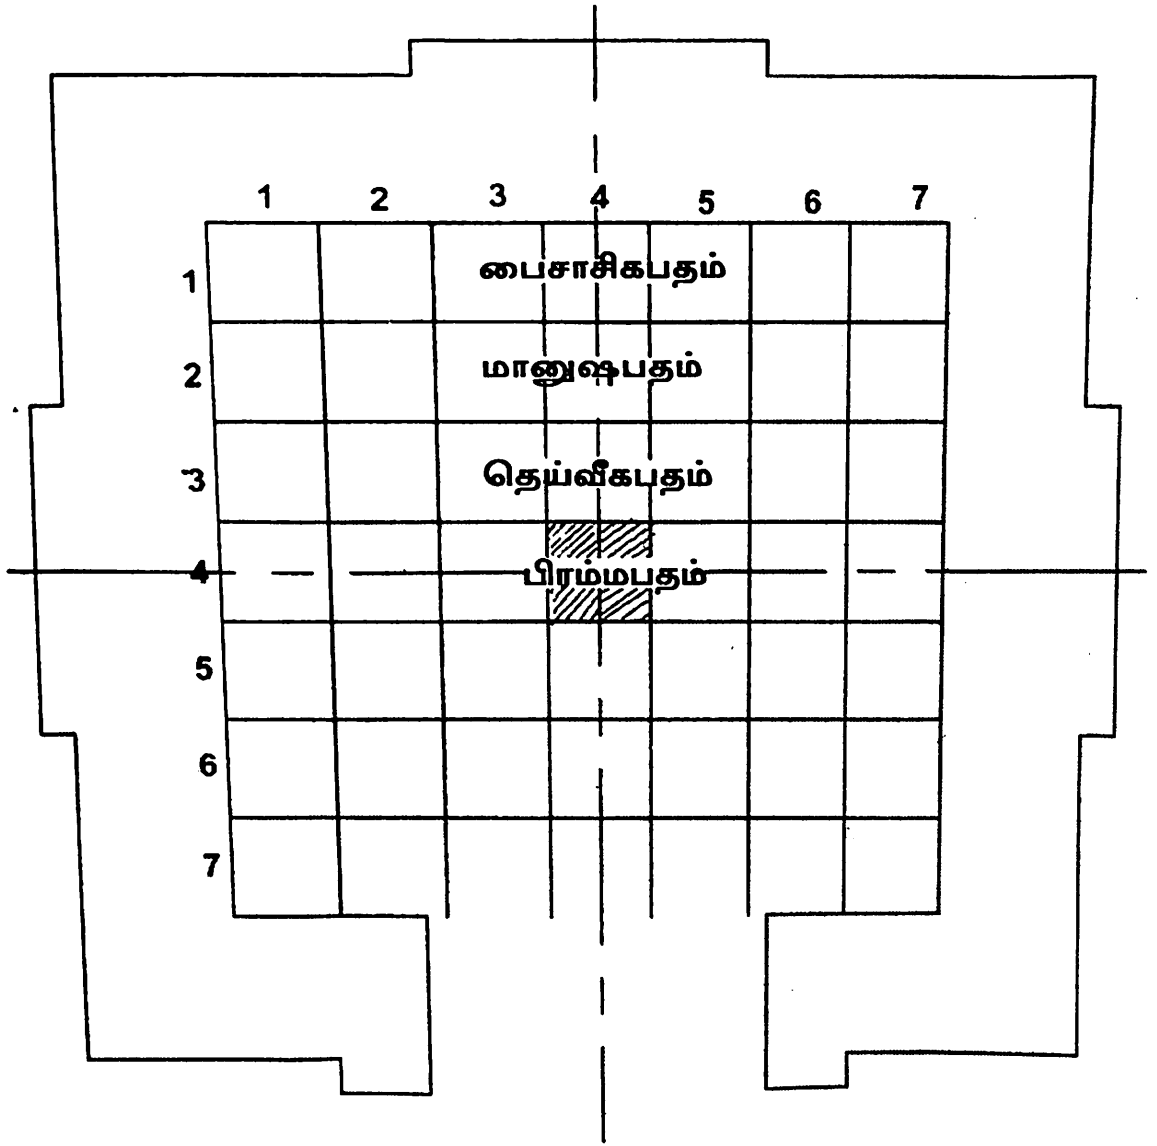 1 2 3 4 5 6 7
1 பைசாசிகபதம்
2 மானுஷபதம்
3 தெய்வீகபதம்
4 பிரம்மபதம்
5
6
7